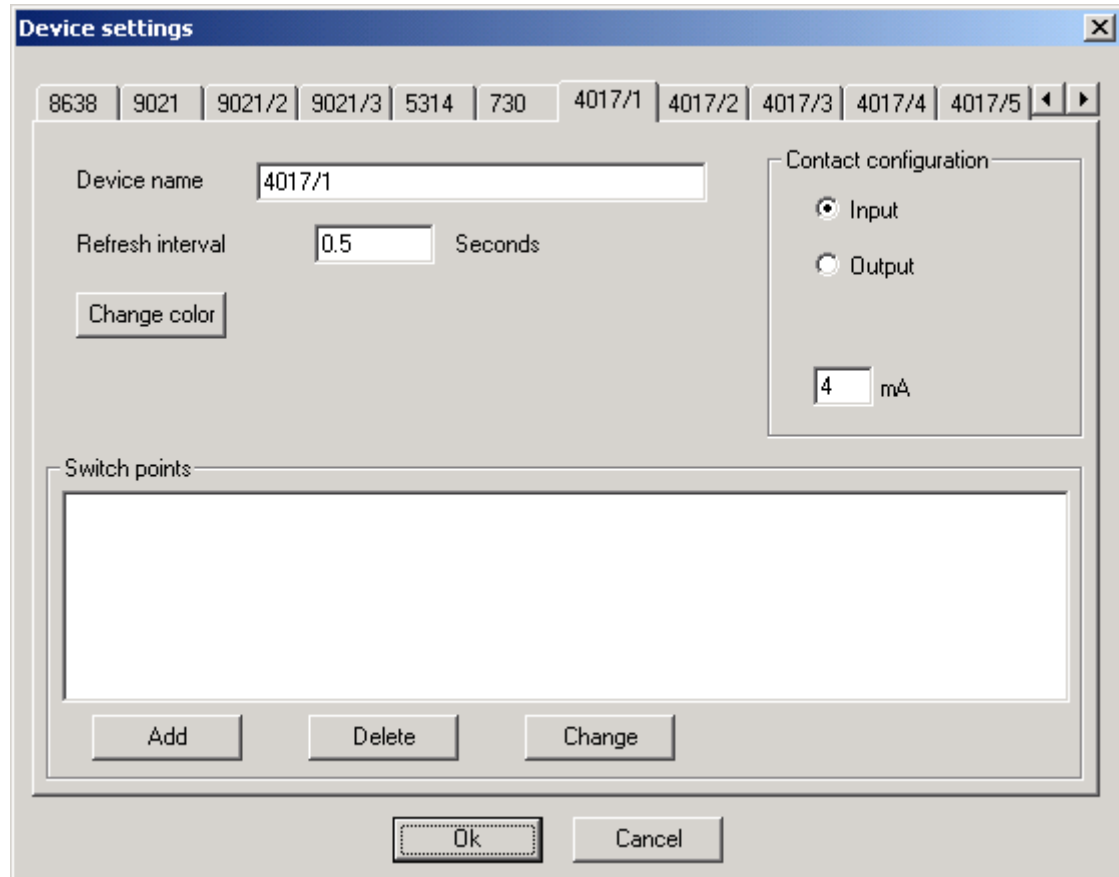 Device settings
8638 9021 9021/2 9021/3 5314 730 4017/1 4017/2 4017/3 4017/4 4017/5
Device name 4017/1
Refresh interval 0.5 Seconds
Change color
Contact configuration
Input
Output
4 mA
Switch points
Add Delete Change
Ok Cancel